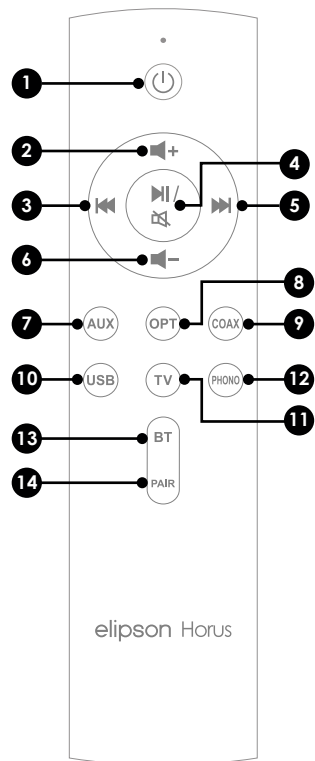 1
2 +
3 / 4
5
6 -
8
7 AUX OPT COAX 9
10 USB TV PHONO 12
11
13 BT
14 PAIR
elipson Horus